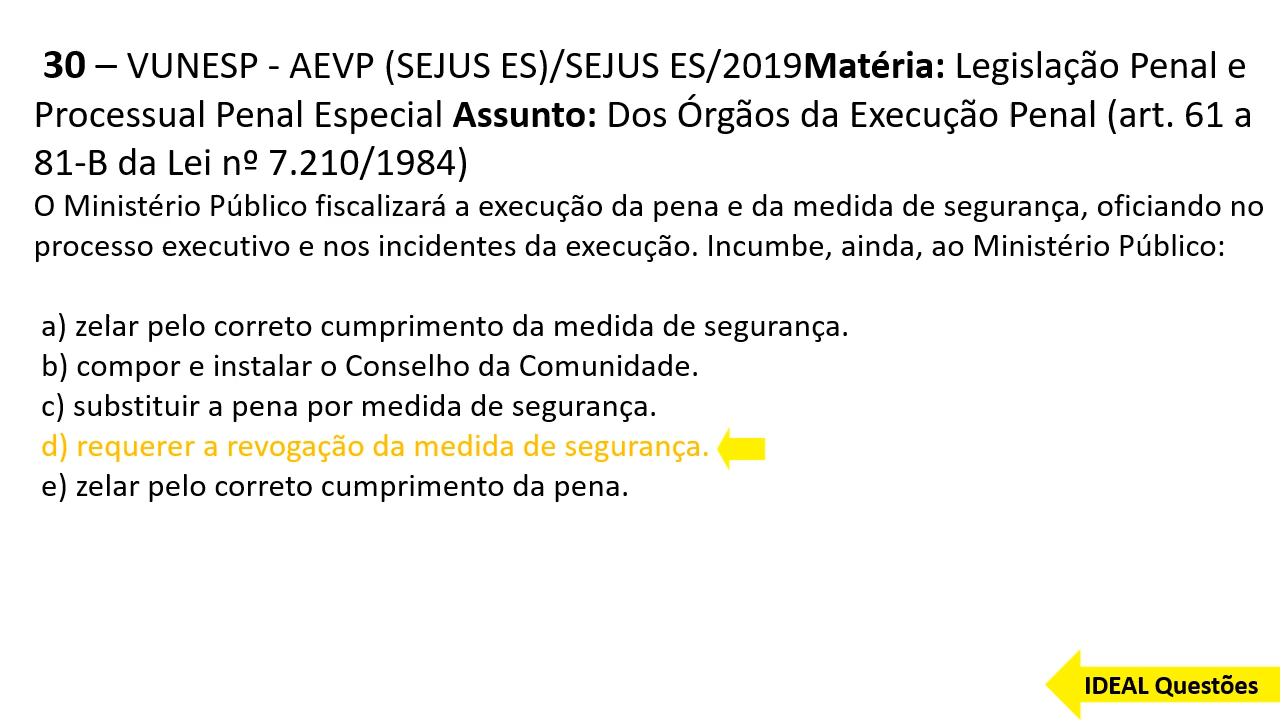 30 – VUNESP - AEVP (SEJUS ES)/SEJUS ES/2019Matéria: Legislação Penal e
Processual Penal Especial Assunto: Dos Órgãos da Execução Penal (art. 61 a
81-B da Lei nº 7.210/1984)
O Ministério Público fiscalizará a execução da pena e da medida de segurança, oficiando no
processo executivo e nos incidentes da execução. Incumbe, ainda, ao Ministério Público:
a) zelar pelo correto cumprimento da medida de segurança.
b) compor e instalar o Conselho da Comunidade.
c) substituir a pena por medida de segurança.
d) requerer a revogação da medida de segurança.
e) zelar pelo correto cumprimento da pena.
IDEAL Questões